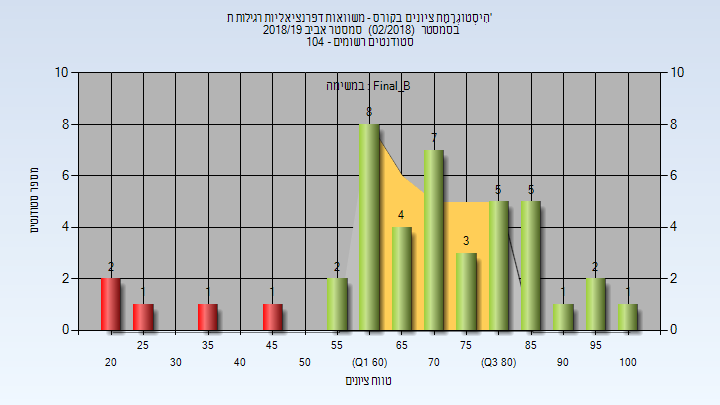 היסטוגרמת ציונים בקורס - משוואות דפרנציאליות רגילות ת'
בסמסטר (02/2018) סמסטר אביב 2018/19
סטודנטים רשומים - 104
במשימה : Final_B
10 10
8 8
6 6
4 4
2 2
0 0
מספר סטודנטים
2 1 1 1 2 8 4 7 3 5 5 1 2 1
25 35 45 55 65 75 85 95
20 30 40 50 (Q1 60) 70 (Q3 80) 90 100
טווח ציונים